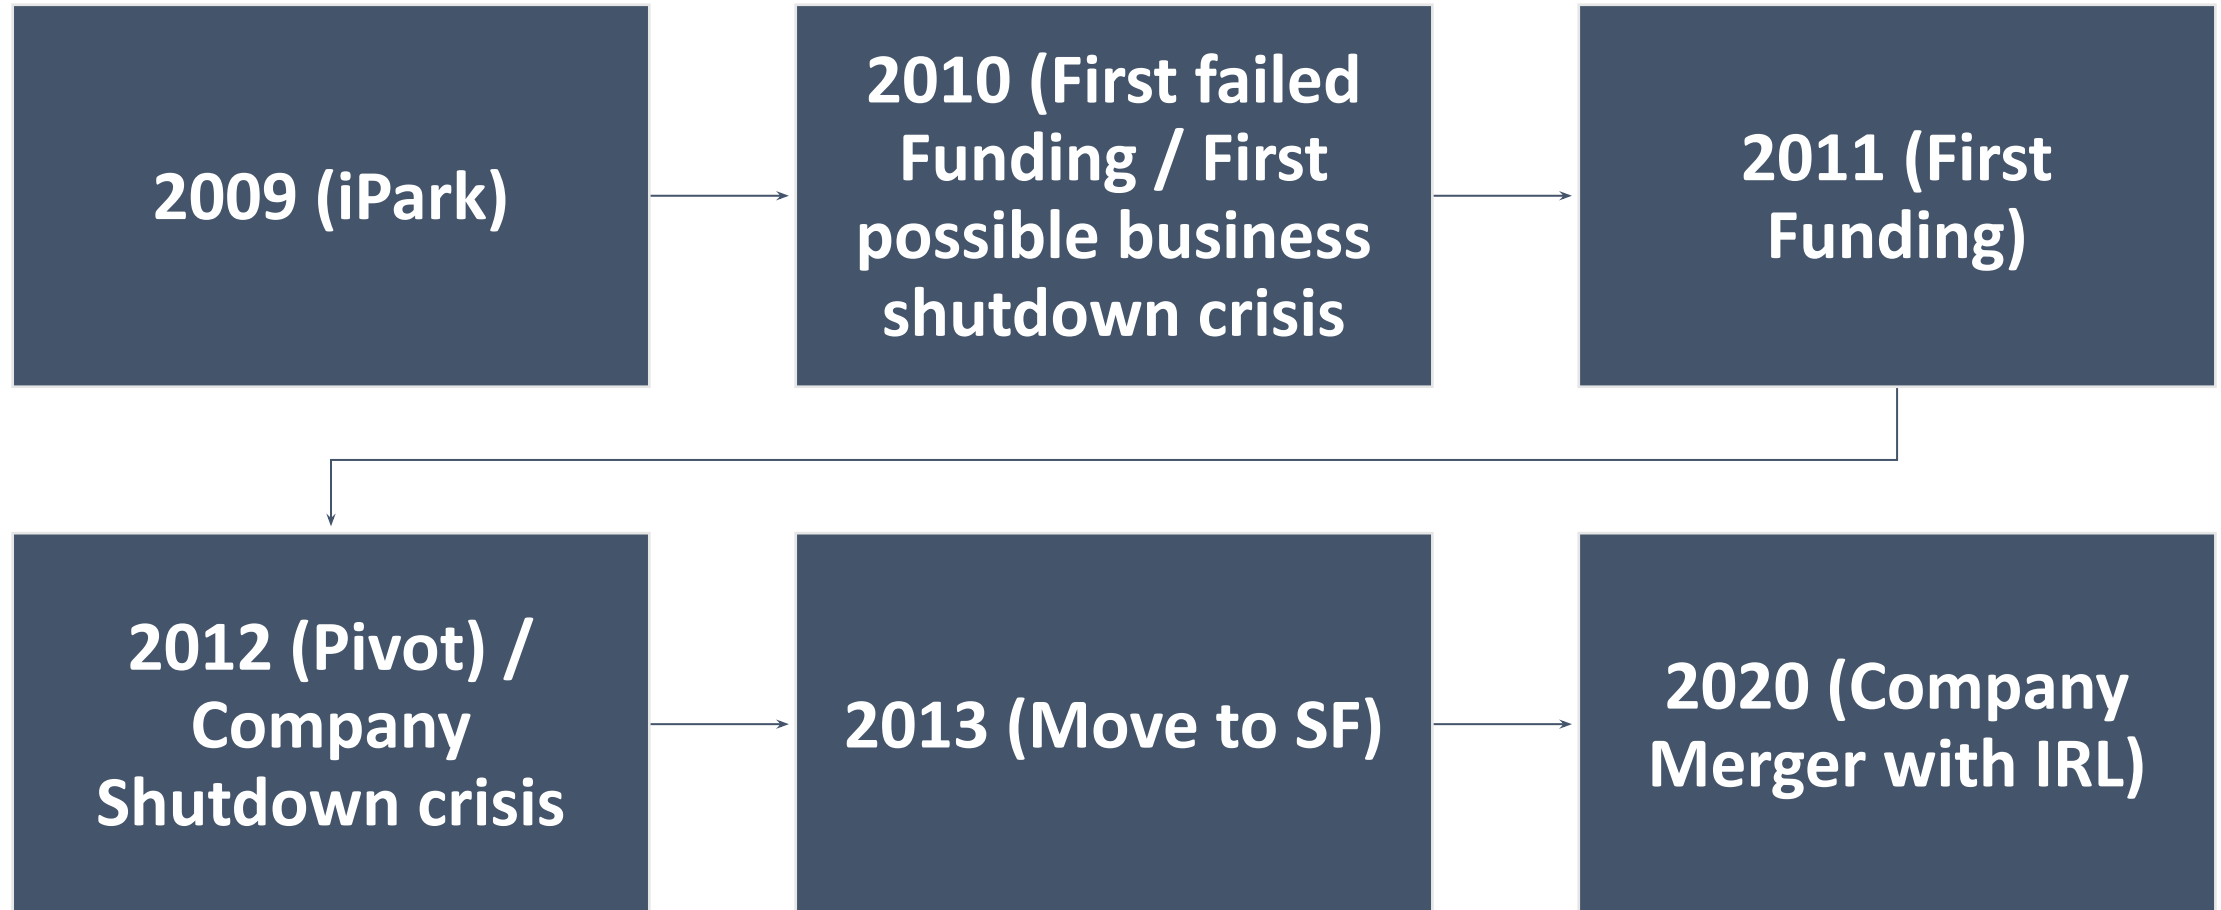 2009 (iPark)
2010 (First failed
Funding / First
possible business
shutdown crisis
2011 (First
Funding)
2012 (Pivot) /
Company
Shutdown crisis
2013 (Move to SF)
2020 (Company
Merger with IRL)